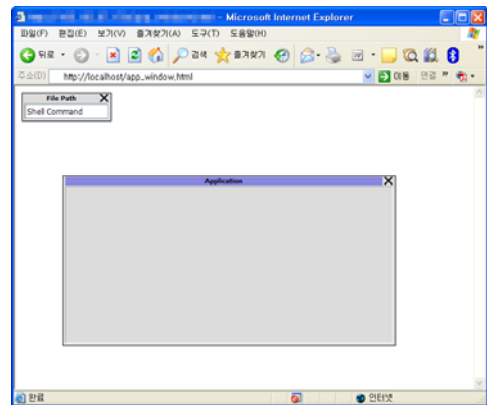 - Microsoft Internet Explorer
파일(F) 편집(E) 보기(V) 즐겨찾기(A) 도구(T) 도움말(H)
뒤로 검색 즐겨찾기
주소(D) http://localhost/app_window.html 이동 연결 »
File Path
Shell Command
Application
완료 인터넷